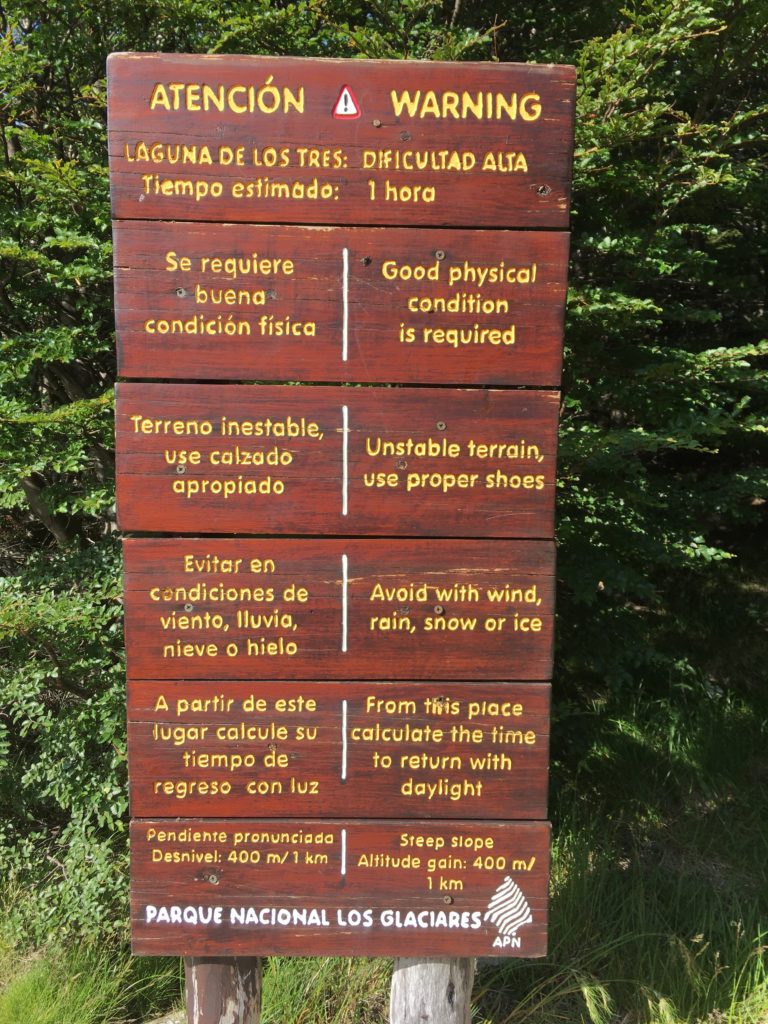 ATENCIÓN WARNING
LAGUNA DE LOS TRES: DIFICULTAD ALTA
Tiempo estimado: 1 hora
Se requiere
buena
condición física
Good physical
condition
is required
Terreno inestable,
use calzado
apropiado
Unstable terrain,
use proper shoes
Evitar en
condiciones de
viento, lluvia,
nieve o hielo
Avoid with wind,
rain, snow or ice
A partir de este
lugar calcule su
tiempo de
regreso con luz
From this place
calculate the time
to return with
daylight
Pendiente pronunciada
Desnivel: 400 m/1 km
Steep slope
Altitude gain: 400 m/
1 km
PARQUE NACIONAL LOS GLACIARES
APN